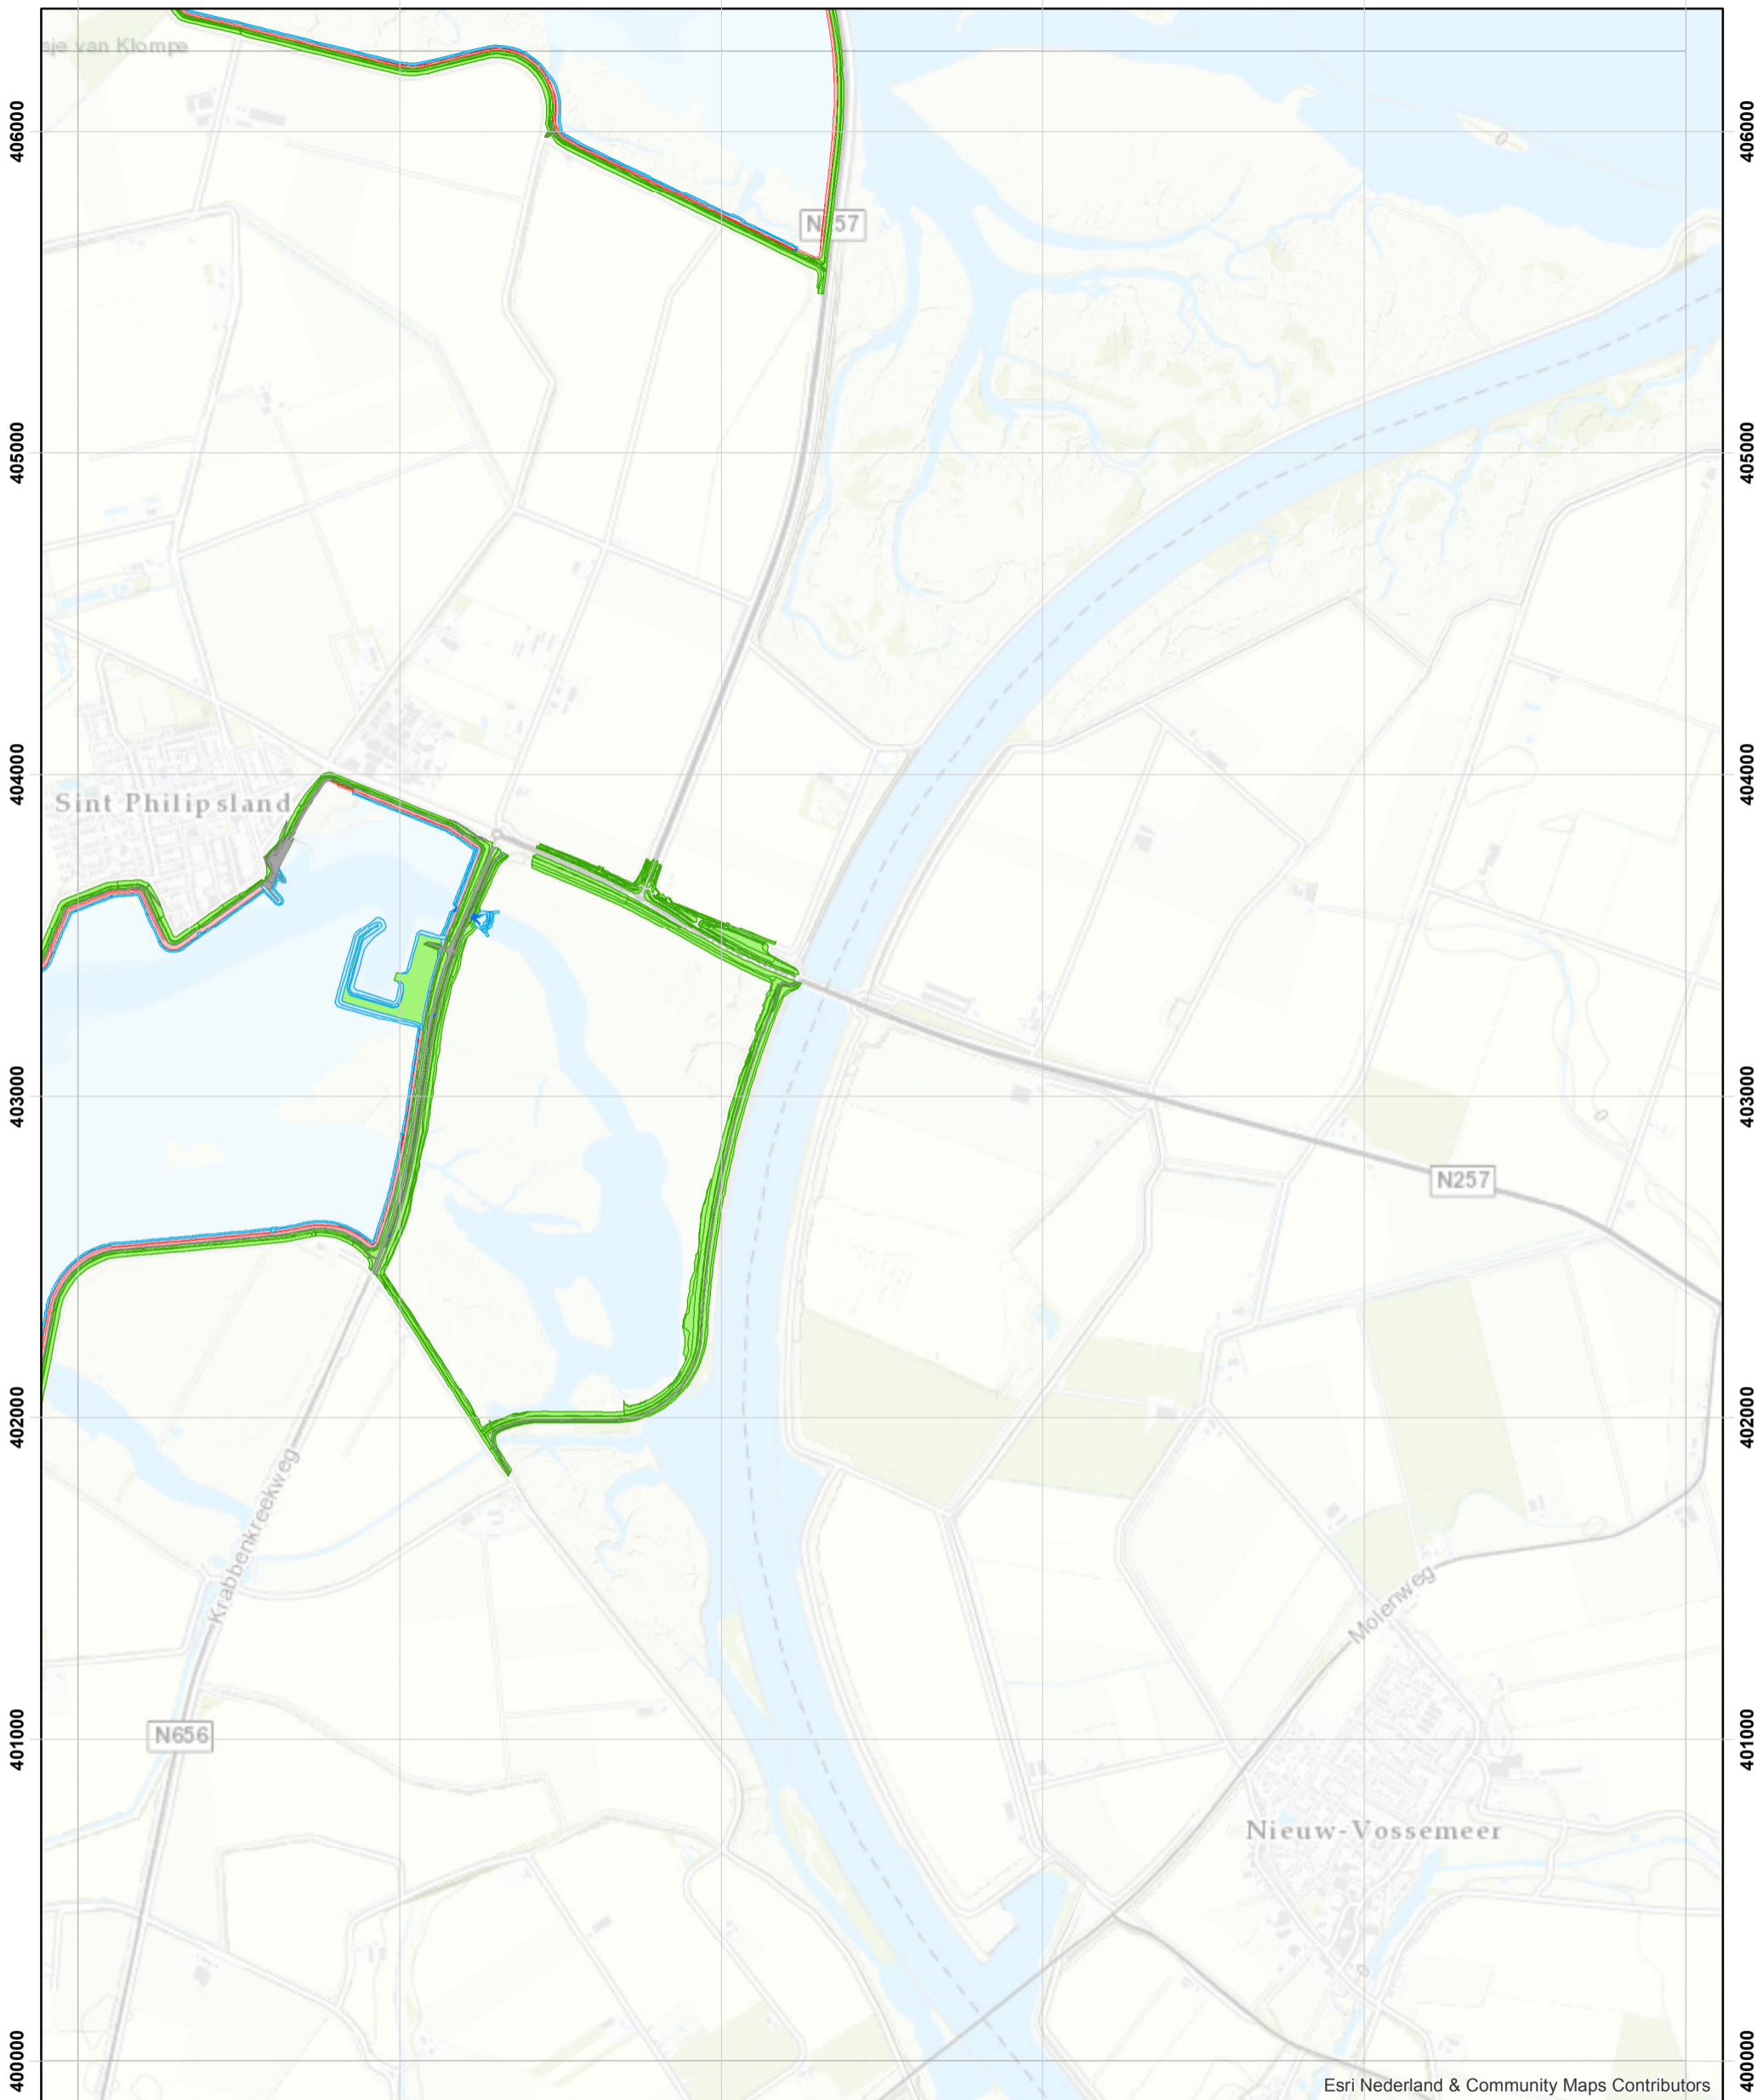 sje van Klompe
406000
406000
N257
405000
405000
404000
404000
Sint Philipsland
403000
403000
N257
402000
402000
Krabbenkreekweg
Molenweg
401000
401000
N656
Nieuw-Vossemeer
400000
400000
Esri Nederland & Community Maps Contributors